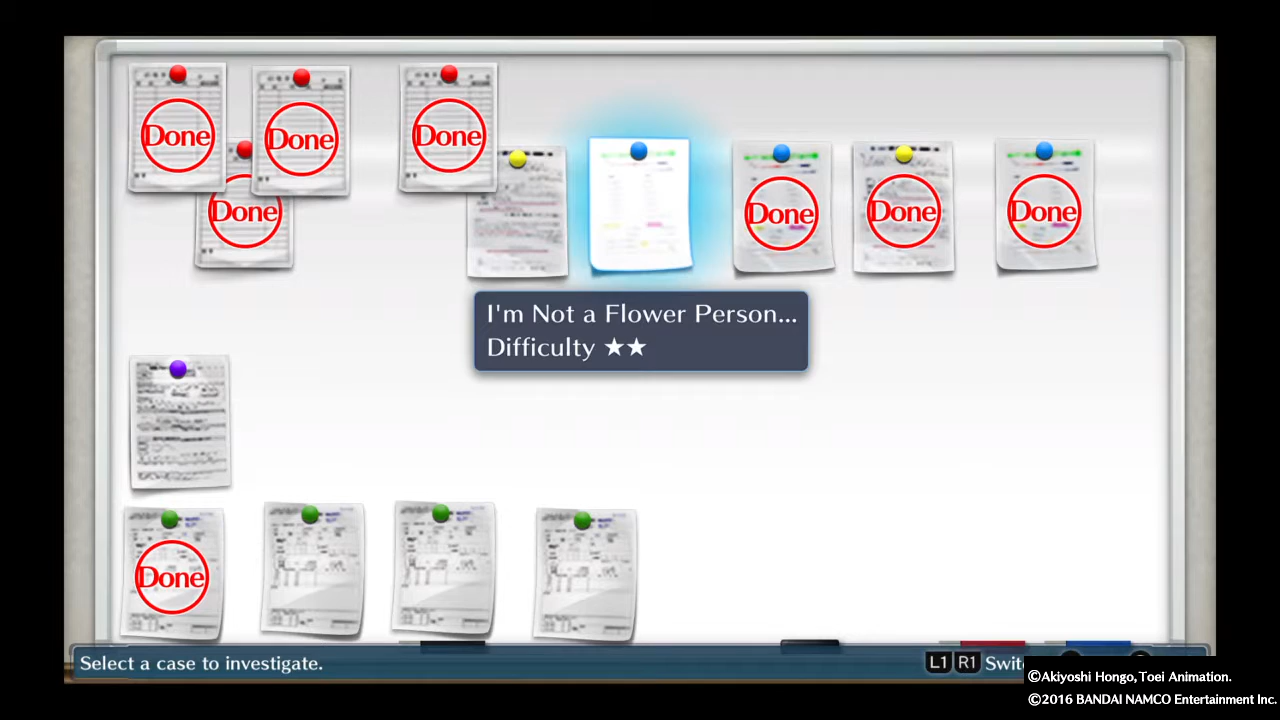 Done
Done
Done
Done
Done
Done
Done
I'm Not a Flower Person...
Difficulty ★★
Done
Select a case to investigate.
L1 R1
©Akiyoshi Hongo, Toei Animation.
©2016 BANDAI NAMCO Entertainment Inc.